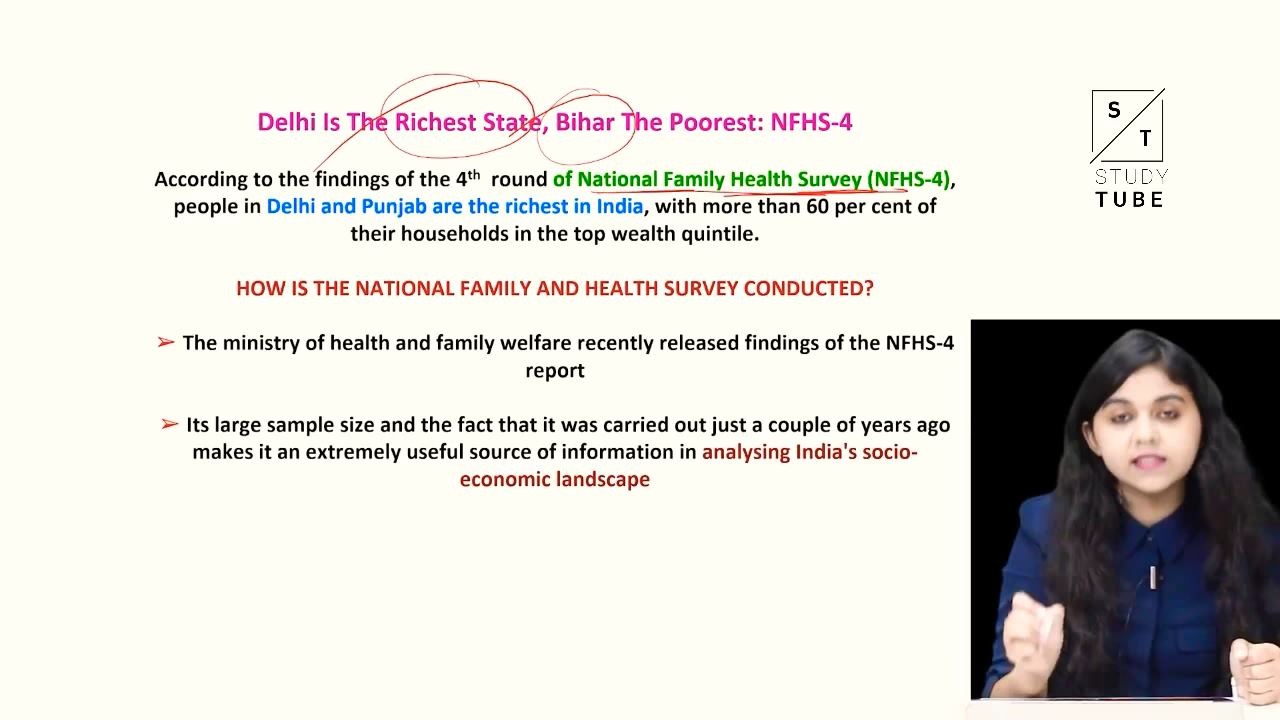 Delhi Is The Richest State, Bihar The Poorest: NFHS-4
According to the findings of the 4th round of National Family Health Survey (NFHS-4),
people in Delhi and Punjab are the richest in India, with more than 60 per cent of
their households in the top wealth quintile.
HOW IS THE NATIONAL FAMILY AND HEALTH SURVEY CONDUCTED?
➢ The ministry of health and family welfare recently released findings of the NFHS-4
report
➢ Its large sample size and the fact that it was carried out just a couple of years ago
makes it an extremely useful source of information in analysing India's socio-
economic landscape
S
T
STUDY
TUBE